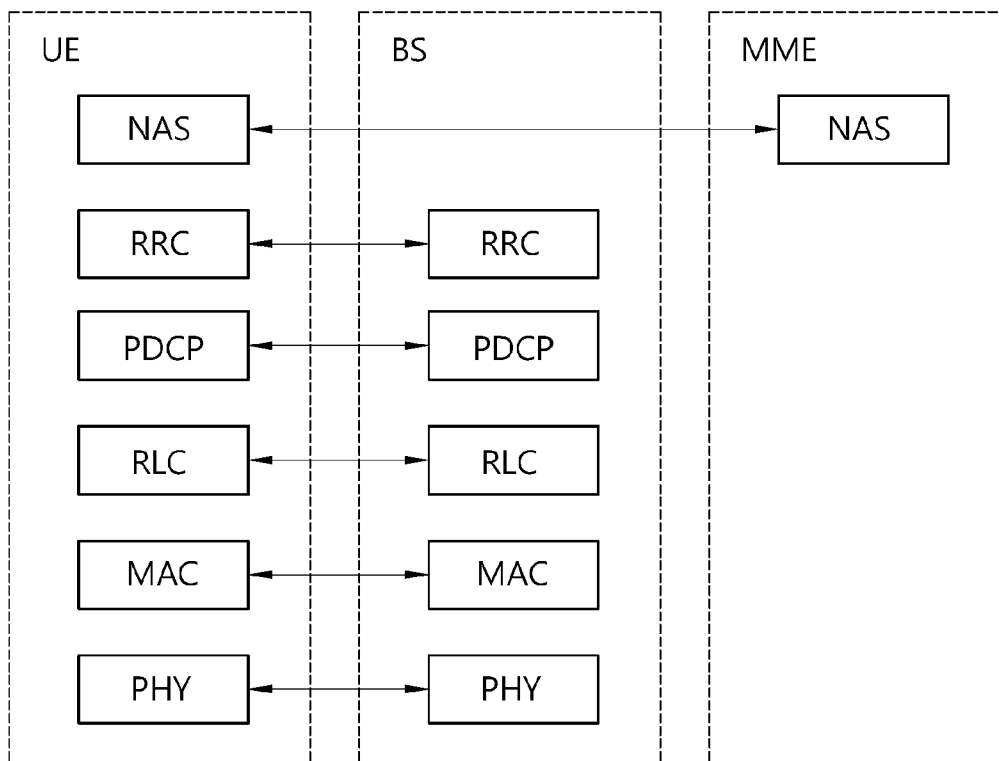 UE
BS
MME
NAS
NAS
RRC
RRC
PDCP
PDCP
RLC
RLC
MAC
MAC
PHY
PHY